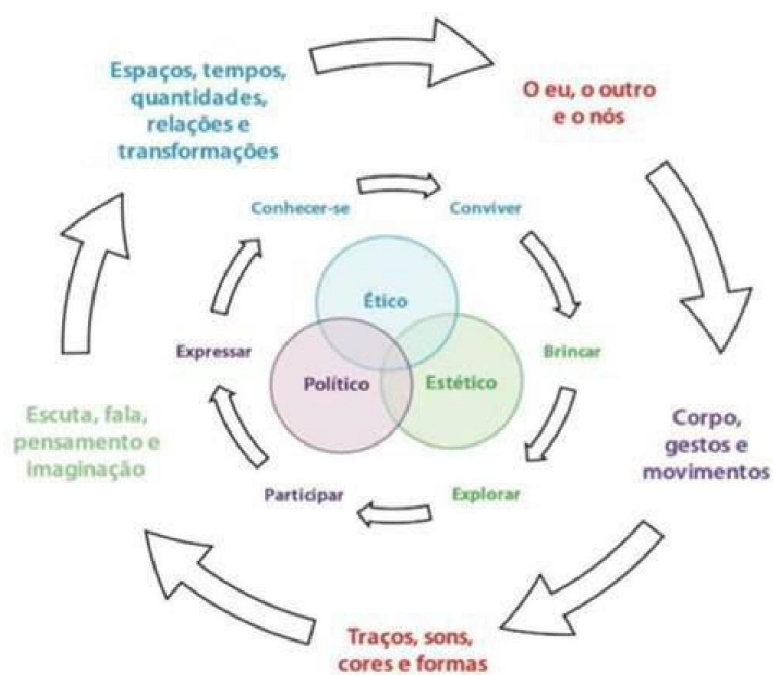 Espaços, tempos,
quantidades,
relações e
transformações
O eu, o outro
e o nós
Conhecer-se
Conviver
Ético
Expressar
Brincar
Político
Estético
Escuta, fala,
pensamento e
imaginação
Corpo,
gestos e
movimentos
Participar
Explorar
Traços, sons,
cores e formas